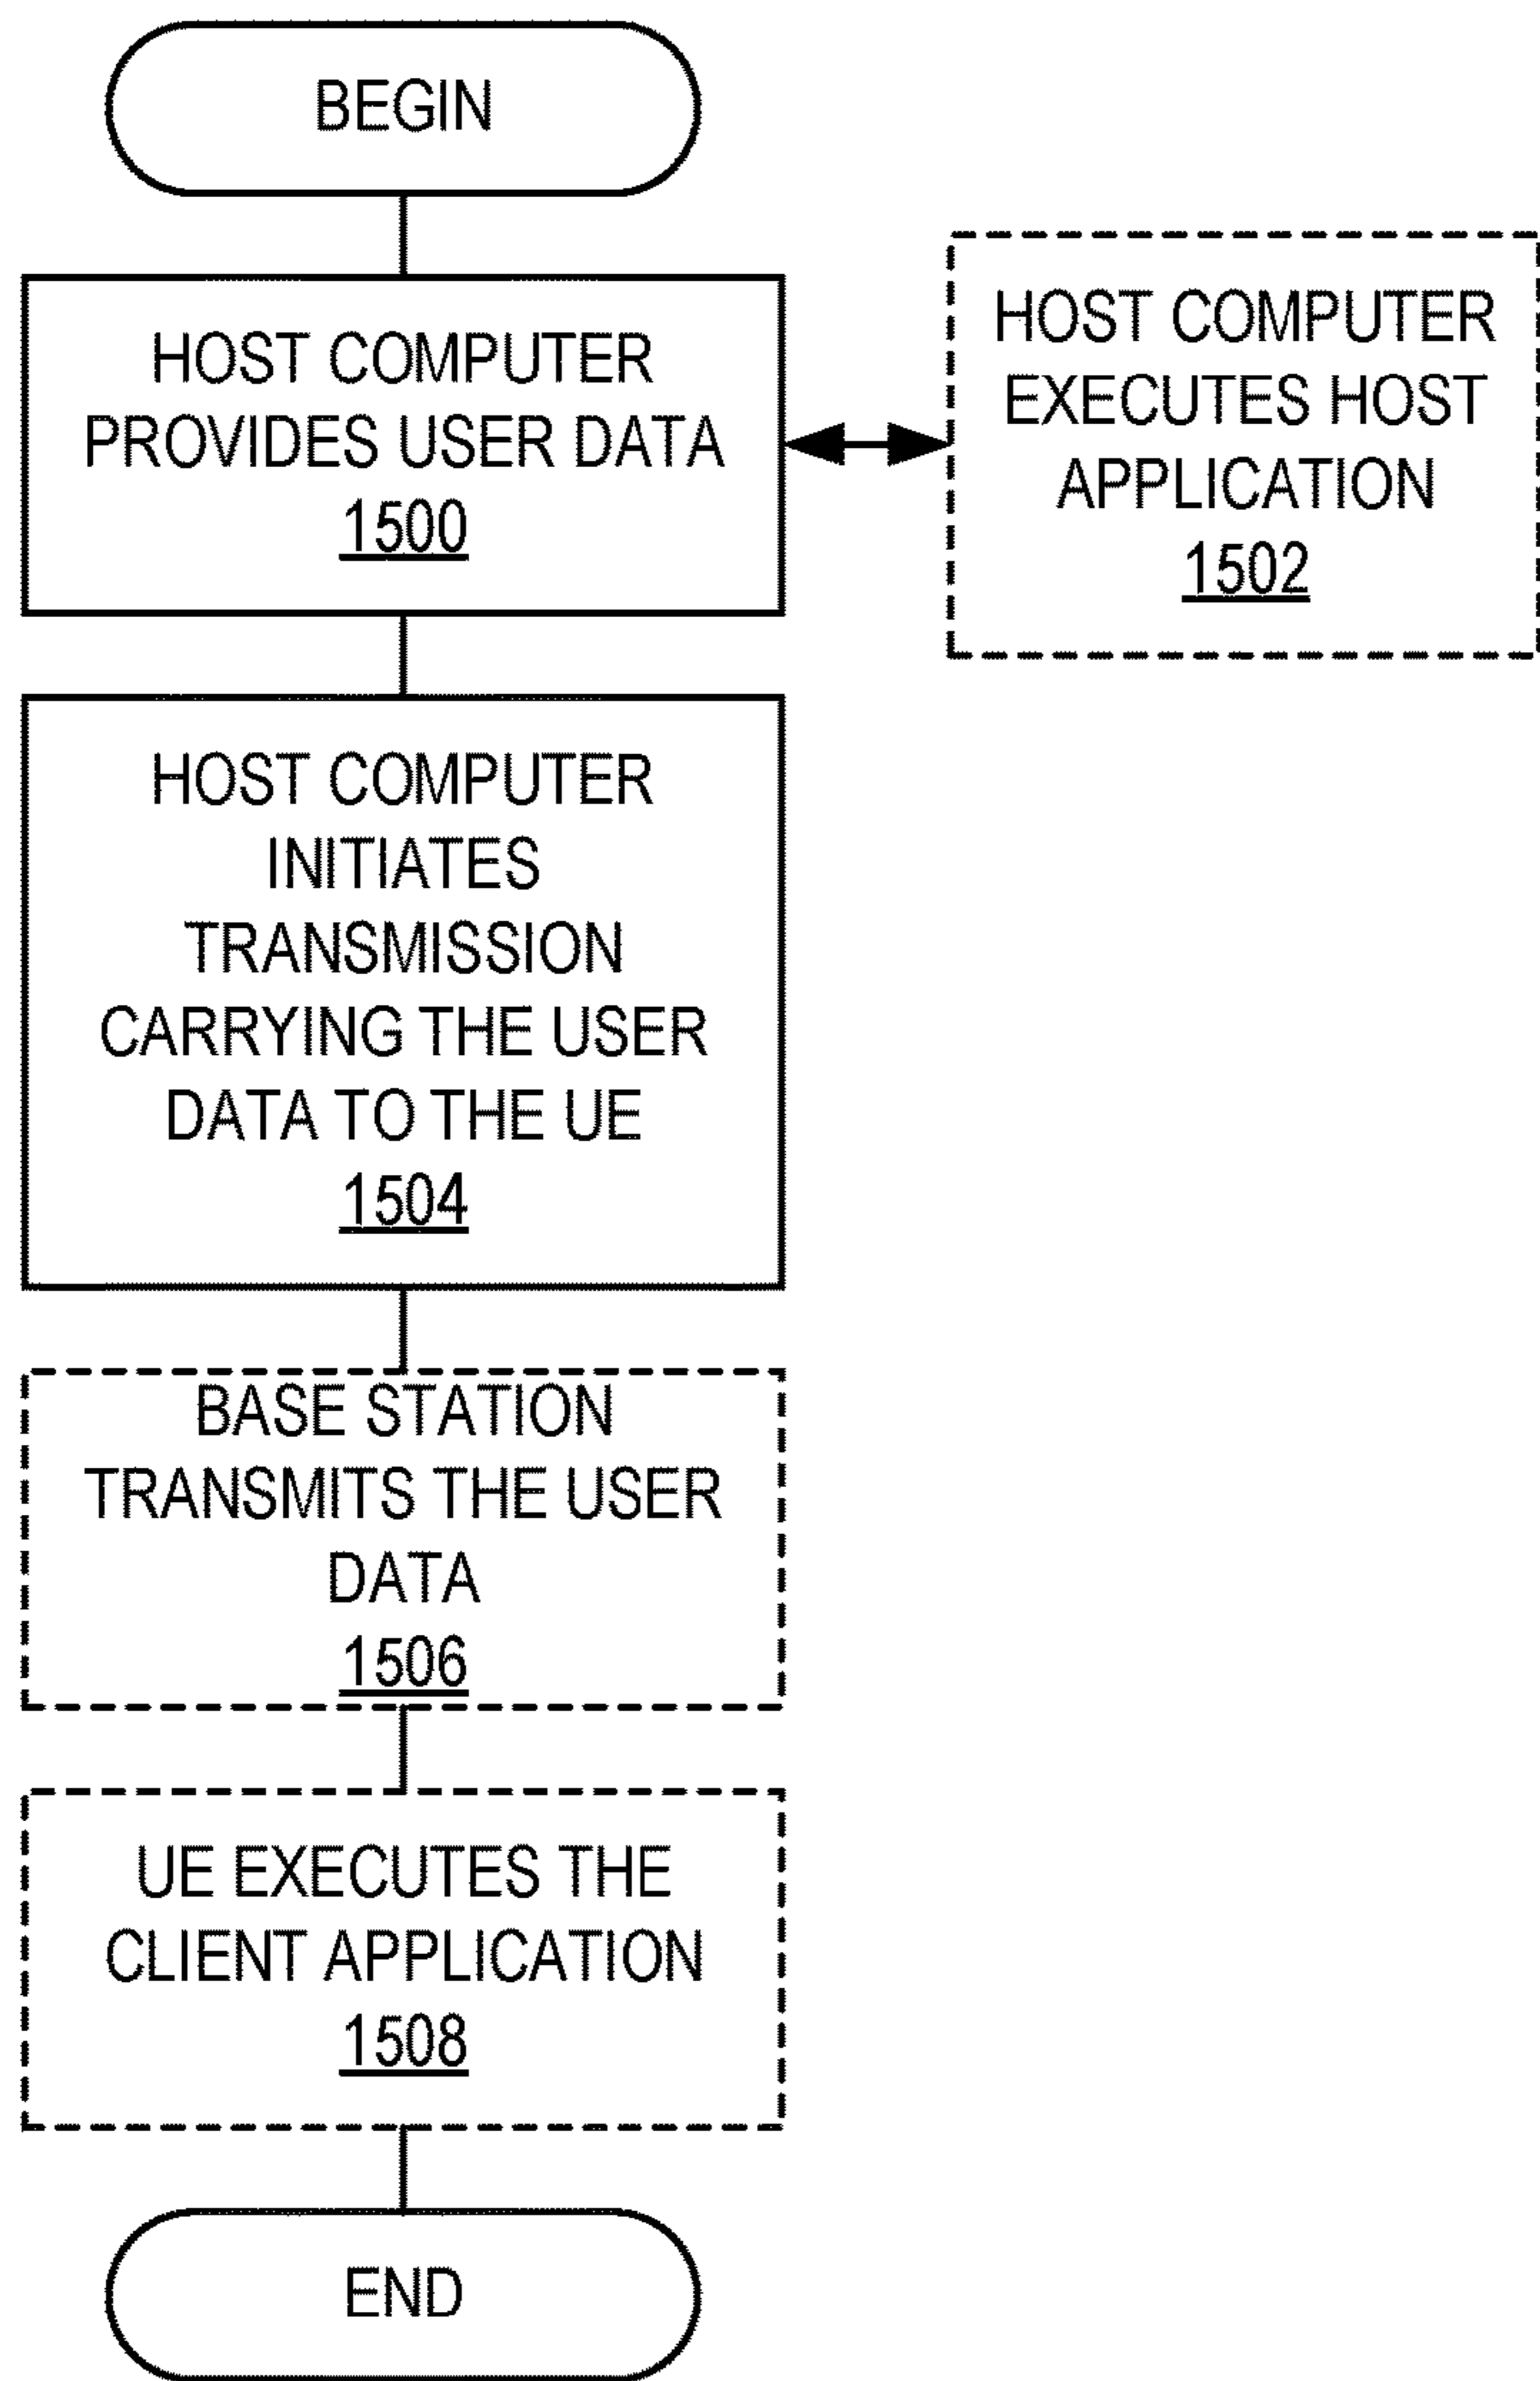 BEGIN
HOST COMPUTER
PROVIDES USER DATA
1500
HOST COMPUTER
EXECUTES HOST
APPLICATION
1502
HOST COMPUTER
INITIATES
TRANSMISSION
CARRYING THE USER
DATA TO THE UE
1504
BASE STATION
TRANSMITS THE USER
DATA
1506
UE EXECUTES THE
CLIENT APPLICATION
1508
END